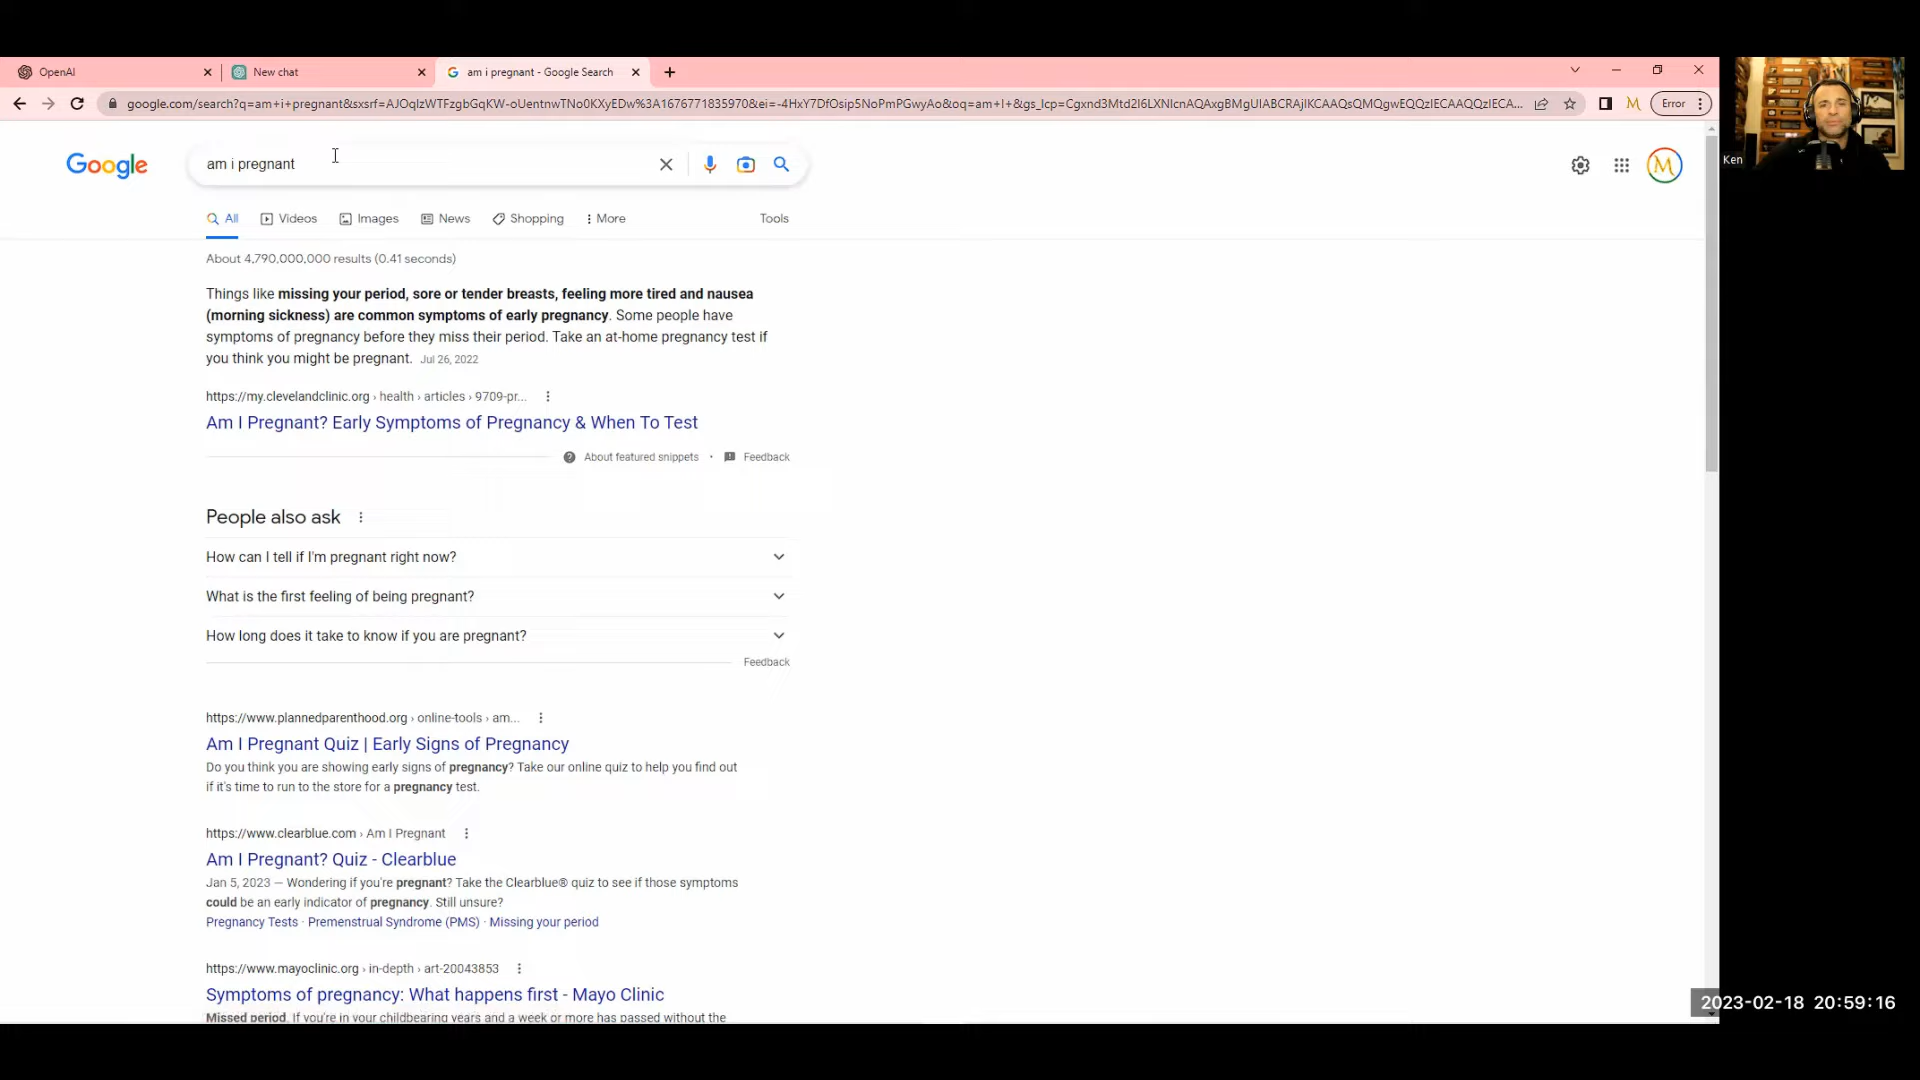 OpenAI
New chat
am i pregnant - Google Search
google.com/search?q=am+i+pregnant&sxsrf=AJOqlzWTFzgbGqKW-oUentnwTNo0KXyEDw%3A1676771835970&ei=-4HxY7DfOsip5NoPmPGwyAo&oq=am+I+&gs_lcp=Cgxnd3Mtd2l6LXNlcnAQAxgBMgUIABCRAjIKCAAQsQMQgwEQQzIECAAQQzIECA...
Error
Ken
Google
am i pregnant
M
All Videos Images News Shopping More Tools
About 4,790,000,000 results (0.41 seconds)
Things like missing your period, sore or tender breasts, feeling more tired and nausea
(morning sickness) are common symptoms of early pregnancy. Some people have
symptoms of pregnancy before they miss their period. Take an at-home pregnancy test if
you think you might be pregnant. Jul 26, 2022
https://my.clevelandclinic.org › health › articles › 9709-pr...
Am I Pregnant? Early Symptoms of Pregnancy & When To Test
About featured snippets · Feedback
People also ask
How can I tell if I'm pregnant right now?
What is the first feeling of being pregnant?
How long does it take to know if you are pregnant?
Feedback
https://www.plannedparenthood.org › online-tools › am...
Am I Pregnant Quiz | Early Signs of Pregnancy
Do you think you are showing early signs of pregnancy? Take our online quiz to help you find out
if it's time to run to the store for a pregnancy test.
https://www.clearblue.com › Am I Pregnant
Am I Pregnant? Quiz - Clearblue
Jan 5, 2023 — Wondering if you're pregnant? Take the Clearblue® quiz to see if those symptoms
could be an early indicator of pregnancy. Still unsure?
Pregnancy Tests · Premenstrual Syndrome (PMS) · Missing your period
https://www.mayoclinic.org › in-depth › art-20043853
Symptoms of pregnancy: What happens first - Mayo Clinic
Missed period. If you're in your childbearing years and a week or more has passed without the
2023-02-18 20:59:16